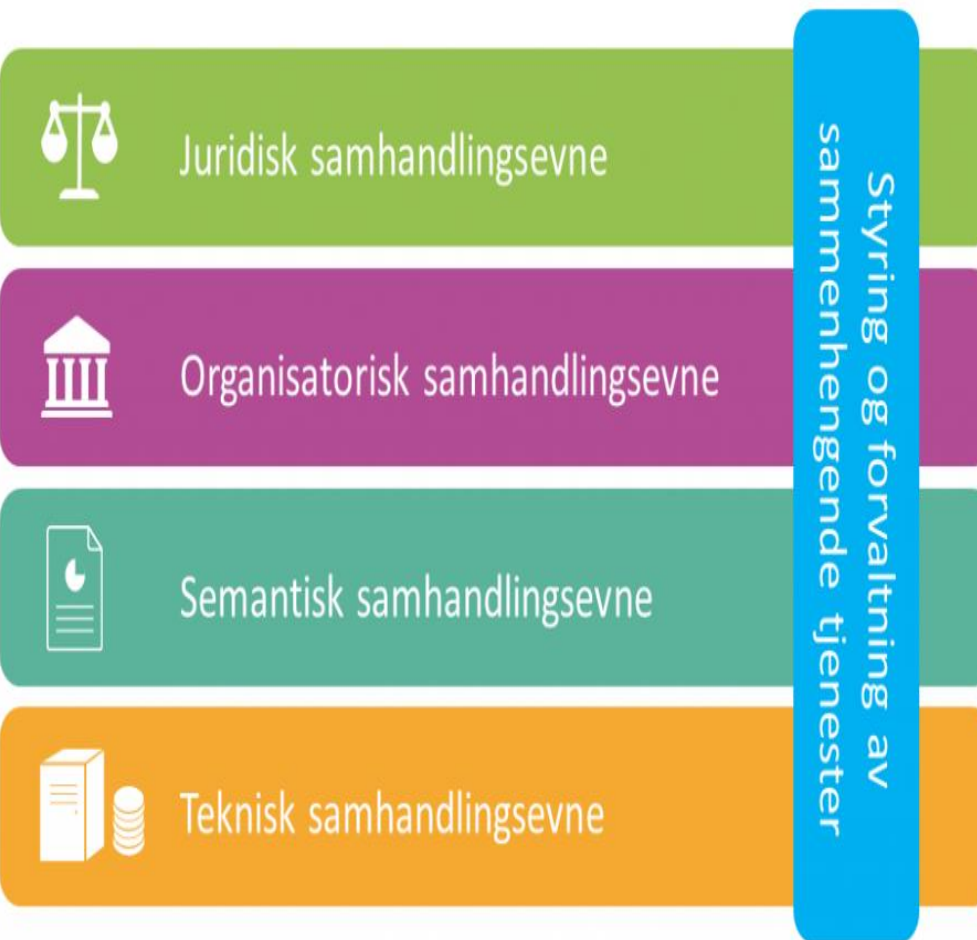 Juridisk samhandlingsevne
Organisatorisk samhandlingsevne
Semantisk samhandlingsevne
Teknisk samhandlingsevne
Styring og forvaltning av
sammenhengende tjenester